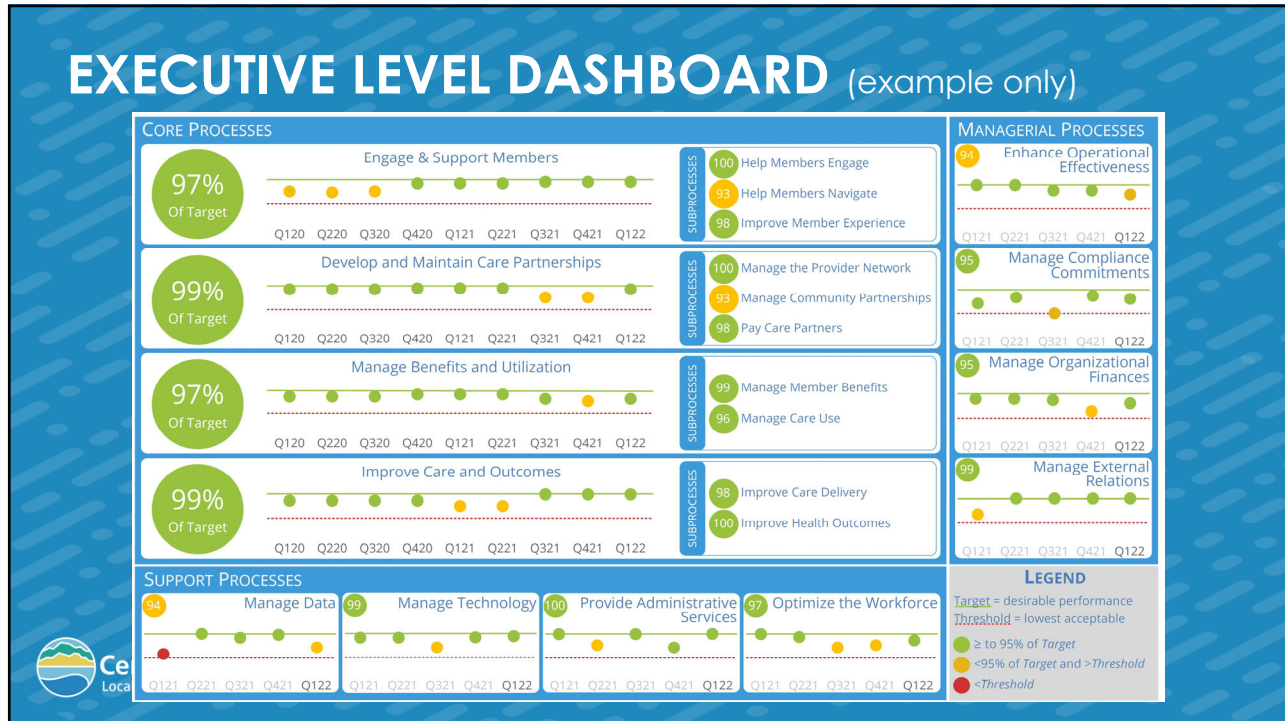 EXECUTIVE LEVEL DASHBOARD (example only)
CORE PROCESSES
97%
Of Target
Engage & Support Members
Q120 Q220 Q320 Q420 Q121 Q221 Q321 Q421 Q122
SUBPROCESSES
100 Help Members Engage
93 Help Members Navigate
98 Improve Member Experience
99%
Of Target
Develop and Maintain Care Partnerships
Q120 Q220 Q320 Q420 Q121 Q221 Q321 Q421 Q122
SUBPROCESSES
100 Manage the Provider Network
93 Manage Community Partnerships
98 Pay Care Partners
97%
Of Target
Manage Benefits and Utilization
Q120 Q220 Q320 Q420 Q121 Q221 Q321 Q421 Q122
SUBPROCESSES
99 Manage Member Benefits
96 Manage Care Use
99%
Of Target
Improve Care and Outcomes
Q120 Q220 Q320 Q420 Q121 Q221 Q321 Q421 Q122
SUBPROCESSES
98 Improve Care Delivery
100 Improve Health Outcomes
MANAGERIAL PROCESSES
94 Enhance Operational
Effectiveness
Q121 Q221 Q321 Q421 Q122
95 Manage Compliance
Commitments
Q121 Q221 Q321 Q421 Q122
95 Manage Organizational
Finances
Q121 Q221 Q321 Q421 Q122
99 Manage External
Relations
Q121 Q221 Q321 Q421 Q122
SUPPORT PROCESSES
94 Manage Data
Q121 Q221 Q321 Q421 Q122
99 Manage Technology
Q121 Q221 Q321 Q421 Q122
100 Provide Administrative
Services
Q121 Q221 Q321 Q421 Q122
97 Optimize the Workforce
Q121 Q221 Q321 Q421 Q122
LEGEND
Target = desirable performance
Threshold = lowest acceptable
≥ to 95% of Target
<95% of Target and >Threshold
<Threshold
Ce
Loca